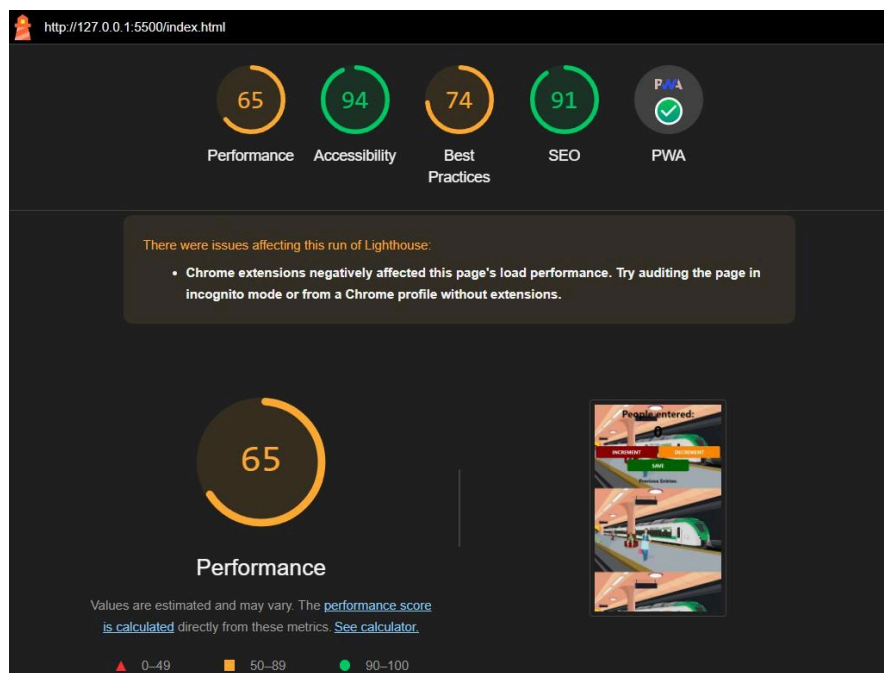 http://127.0.0.1:5500/index.html
65
94
74
91
PWA
Performance
Accessibility
Best
Practices
SEO
PWA
There were issues affecting this run of Lighthouse:
• Chrome extensions negatively affected this page's load performance. Try auditing the page in
incognito mode or from a Chrome profile without extensions.
65
Performance
Values are estimated and may vary. The performance score
is calculated directly from these metrics. See calculator.
0–49
50–89
90–100
People entered:
0
INCREMENT
DECREMENT
SAVE
Previous Entries